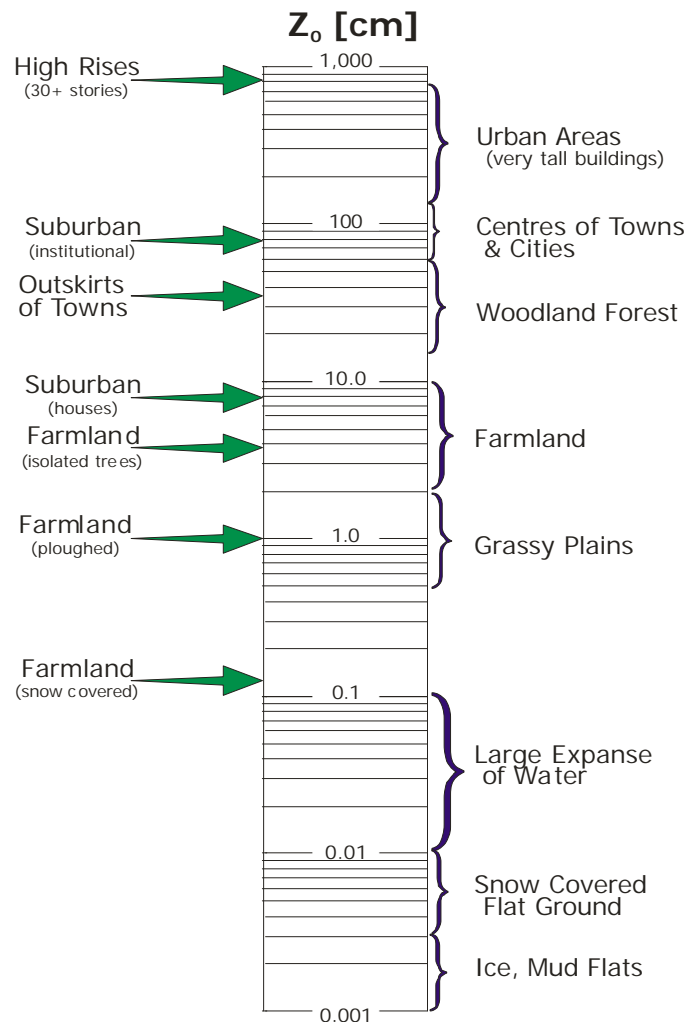 Zo [cm]
1,000
High Rises
(30+ stories)
Urban Areas
(very tall buildings)
100
Suburban
(institutional)
Centres of Towns
& Cities
Outskirts
of Towns
Woodland Forest
10.0
Suburban
(houses)
Farmland
(isolated trees)
Farmland
1.0
Farmland
(ploughed)
Grassy Plains
Farmland
(snow covered)
0.1
Large Expanse
of Water
0.01
Snow Covered
Flat Ground
Ice, Mud Flats
0.001